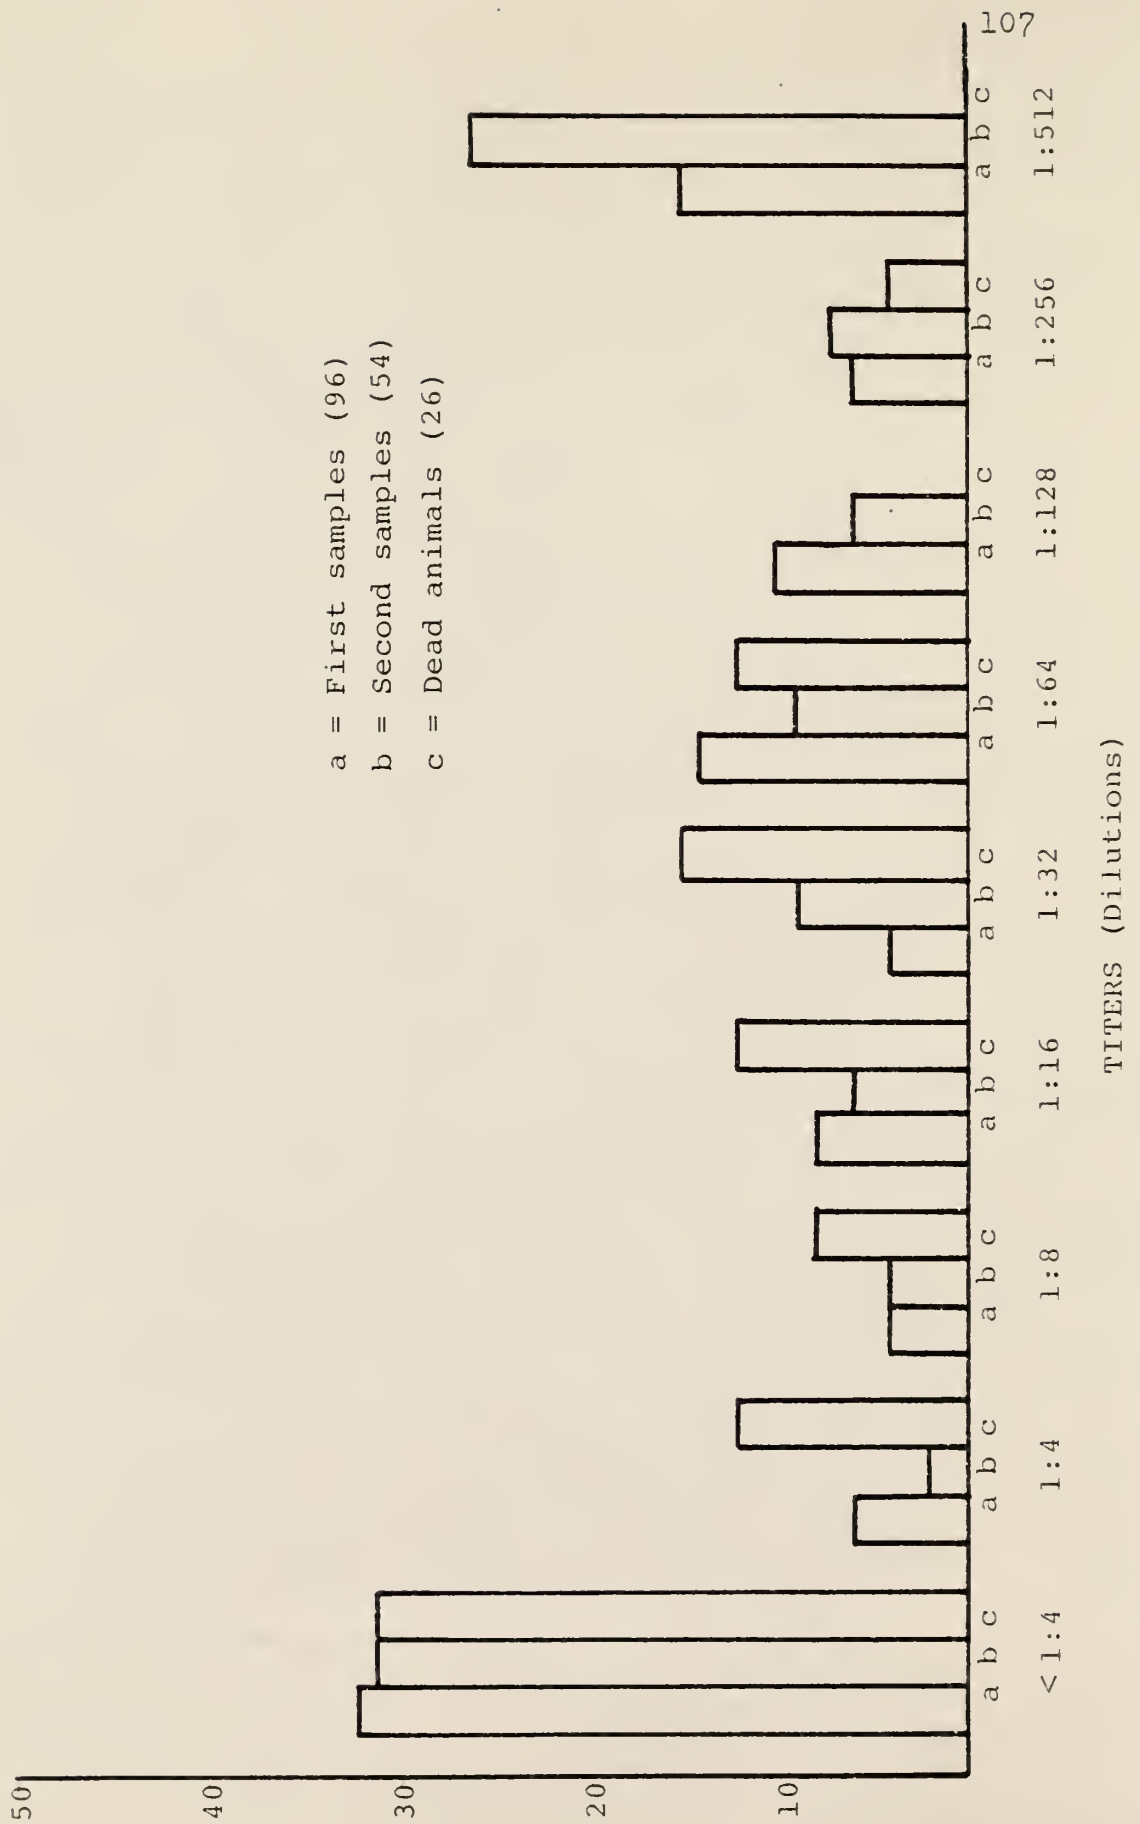 107
50
40
30
20
10
a = First samples (96)
b = Second samples (54)
c = Dead animals (26)
a b c a b c a b c a b c a b c a b c a b c a b c a b c
<1:4 1:4 1:8 1:16 1:32 1:64 1:128 1:256 1:512
TITERS (Dilutions)